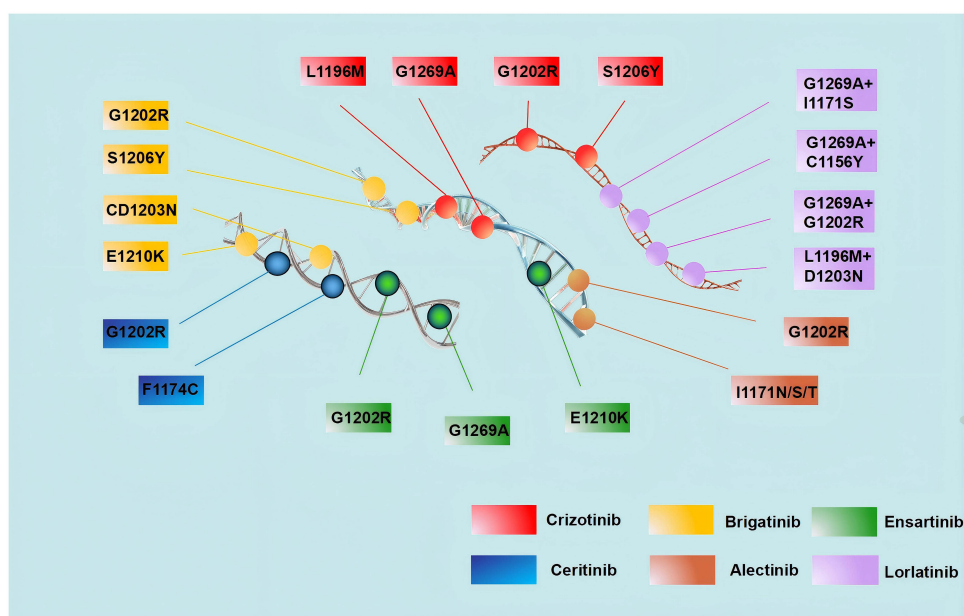 L1196M
G1269A
G1202R
S1206Y
G1269A+
I1171S
G1202R
S1206Y
G1269A+
C1156Y
CD1203N
G1269A+
G1202R
E1210K
L1196M+
D1203N
G1202R
G1202R
F1174C
I1171N/S/T
G1202R
G1269A
E1210K
Crizotinib
Brigatinib
Ensartinib
Ceritinib
Alectinib
Lorlatinib